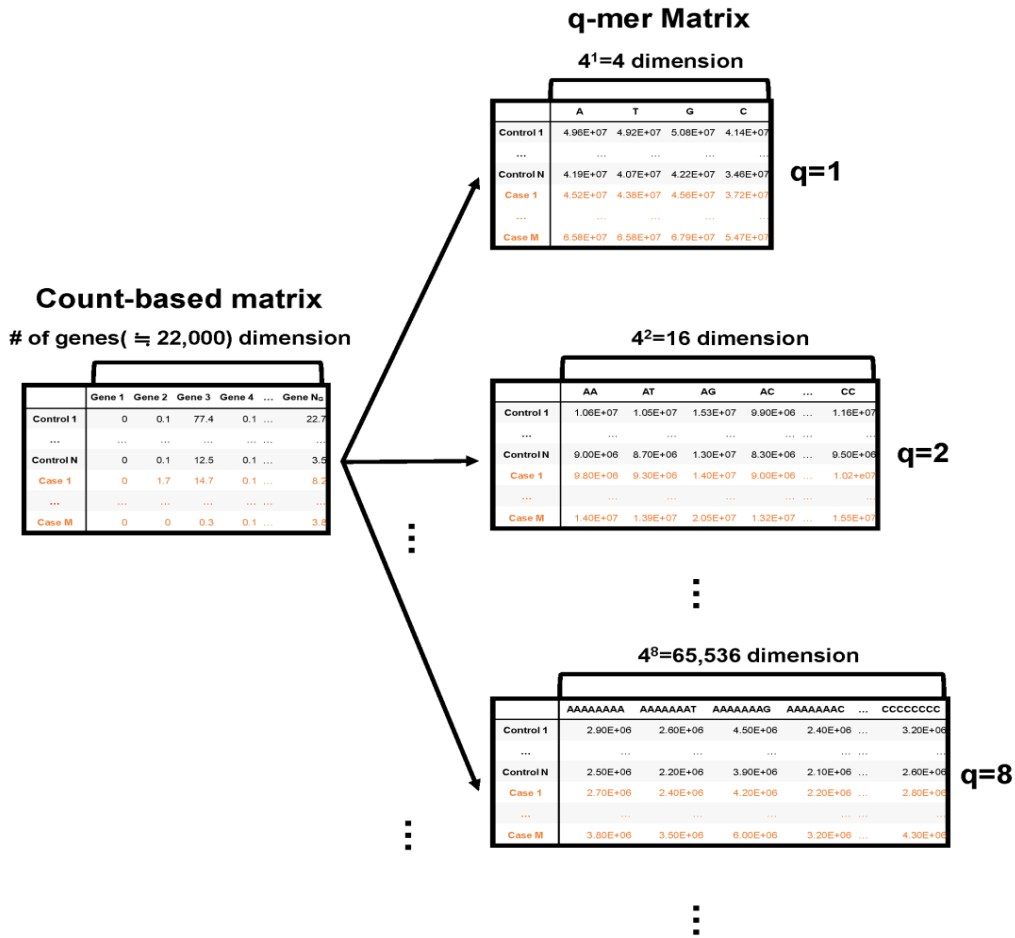 q-mer Matrix
4¹=4 dimension
A T G C
Control 1 4.96E+07 4.92E+07 5.08E+07 4.14E+07
... ... ... ... ...
Control N 4.19E+07 4.07E+07 4.22E+07 3.46E+07
Case 1 4.52E+07 4.38E+07 4.56E+07 3.72E+07
... ... ... ... ...
Case M 6.58E+07 6.58E+07 6.79E+07 5.47E+07
q=1
Count-based matrix
# of genes( ≒ 22,000) dimension
Gene 1 Gene 2 Gene 3 Gene 4 ... Gene N_G
Control 1 0 0.1 77.4 0.1 ... 22.7
... ... ... ... ... ... ...
Control N 0 0.1 12.5 0.1 ... 3.5
Case 1 0 1.7 14.7 0.1 ... 8.2
... ... ... ... ... ... ...
Case M 0 0 0.3 0.1 ... 3.8
4²=16 dimension
AA AT AG AC ... CC
Control 1 1.06E+07 1.05E+07 1.53E+07 9.90E+06 ... 1.16E+07
... ... ... ... ... ... ...
Control N 9.00E+06 8.70E+06 1.30E+07 8.30E+06 ... 9.50E+06
Case 1 9.80E+06 9.30E+06 1.40E+07 9.00E+06 ... 1.02+e07
... ... ... ... ... ... ...
Case M 1.40E+07 1.39E+07 2.05E+07 1.32E+07 ... 1.55E+07
q=2
4⁸=65,536 dimension
AAAAAAAA AAAAAAAT AAAAAAAG AAAAAAAC ... CCCCCCCC
Control 1 2.90E+06 2.60E+06 4.50E+06 2.40E+06 ... 3.20E+06
... ... ... ... ... ... ...
Control N 2.50E+06 2.20E+06 3.90E+06 2.10E+06 ... 2.60E+06
Case 1 2.70E+06 2.40E+06 4.20E+06 2.20E+06 ... 2.80E+06
... ... ... ... ... ... ...
Case M 3.80E+06 3.50E+06 6.00E+06 3.20E+06 ... 4.30E+06
q=8